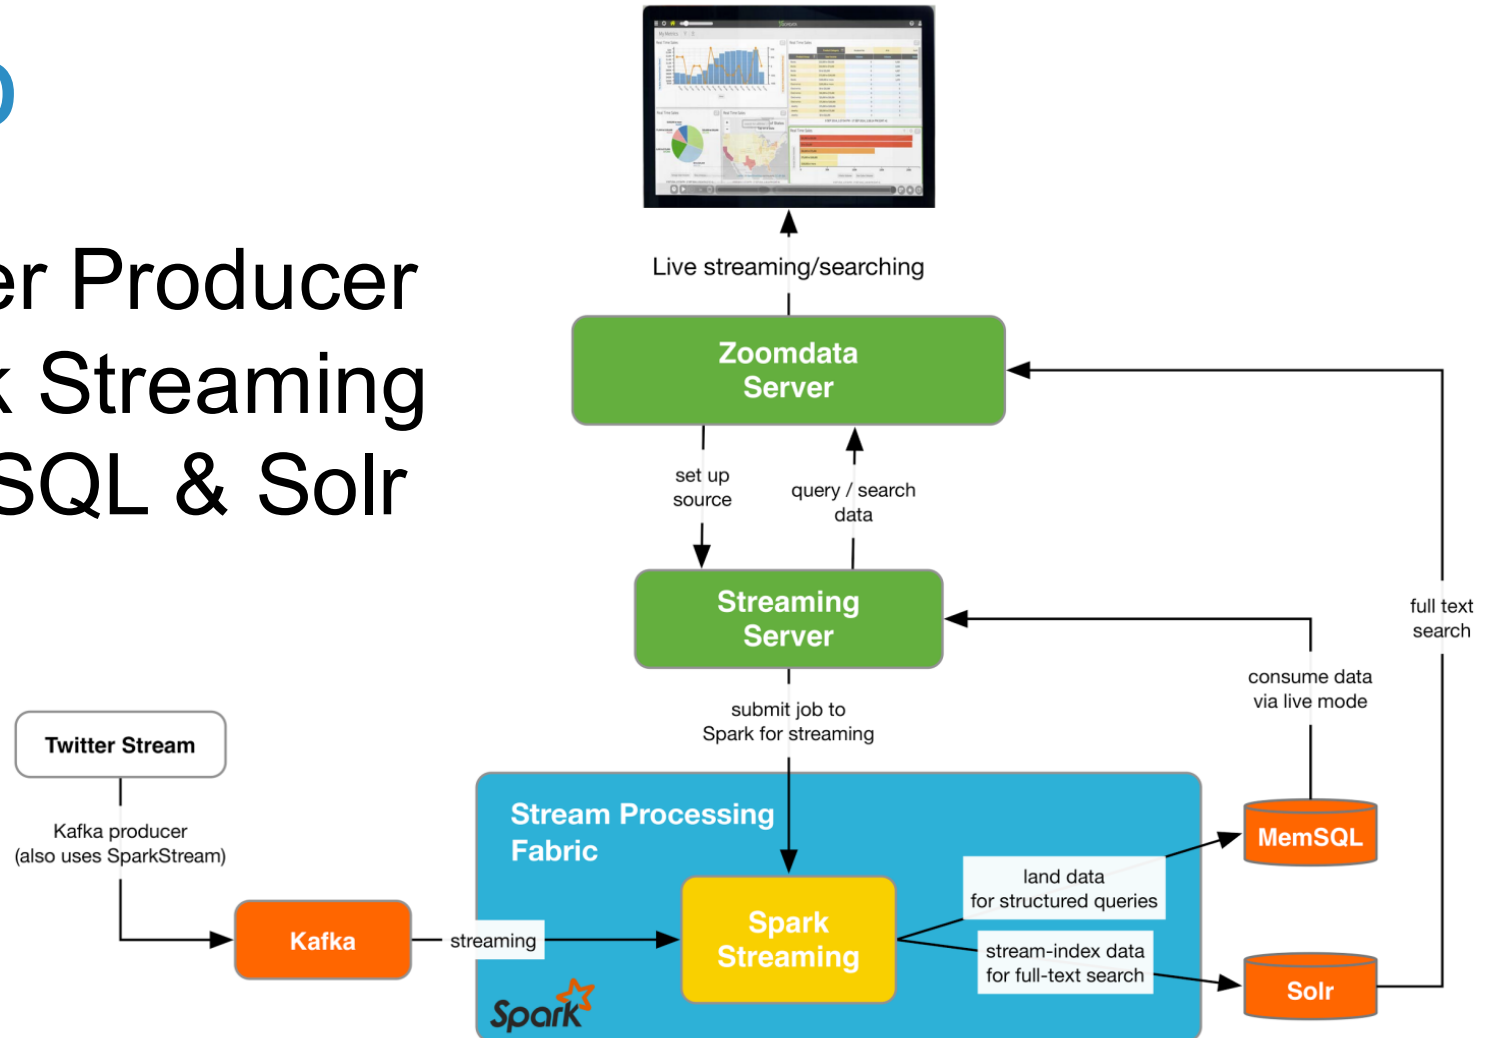 er Producer
k Streaming
SQL & Solr
My Metrics
Live streaming/searching
Zoomdata
Server
set up
source
query / search
data
Streaming
Server
full text
search
consume data
via live mode
submit job to
Spark for streaming
Twitter Stream
Kafka producer
(also uses SparkStream)
Stream Processing
Fabric
MemSQL
land data
for structured queries
Kafka
streaming
Spark
Streaming
stream-index data
for full-text search
Solr
Spark